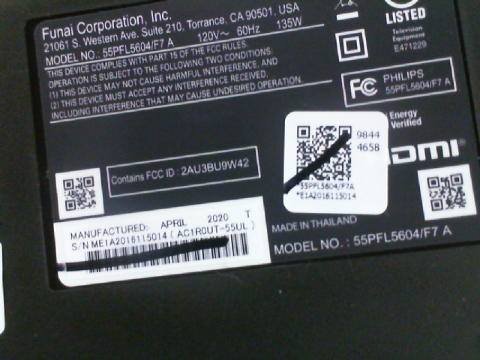 Funai Corporation, Inc.
21061 S. Western Ave. Suite 210, Torrance, CA 90501, USA
MODEL NO.: 55PFL5604/F7 A 120V~ 60Hz 135W
THIS DEVICE COMPLIES WITH PART 15 OF THE FCC RULES.
OPERATION IS SUBJECT TO THE FOLLOWING TWO CONDITIONS:
(1) THIS DEVICE MAY NOT CAUSE HARMFUL INTERFERENCE, AND
(2) THIS DEVICE MUST ACCEPT ANY INTERFERENCE RECEIVED,
INCLUDING INTERFERENCE THAT MAY CAUSE UNDESIRED OPERATION.
LISTED
Television
Equipment
E471229
FC PHILIPS
55PFL5604/F7 A
Energy
Verified
HDMI
9844
4658
55PFL5604/F7A
*E1A2016115014
Contains FCC ID : 2AU3BU9W42
MANUFACTURED: APRIL 2020 T
S/N ME1A2016115014 ( AC1R0UT-55UL )
MADE IN THAILAND
MODEL NO. : 55PFL5604/F7 A